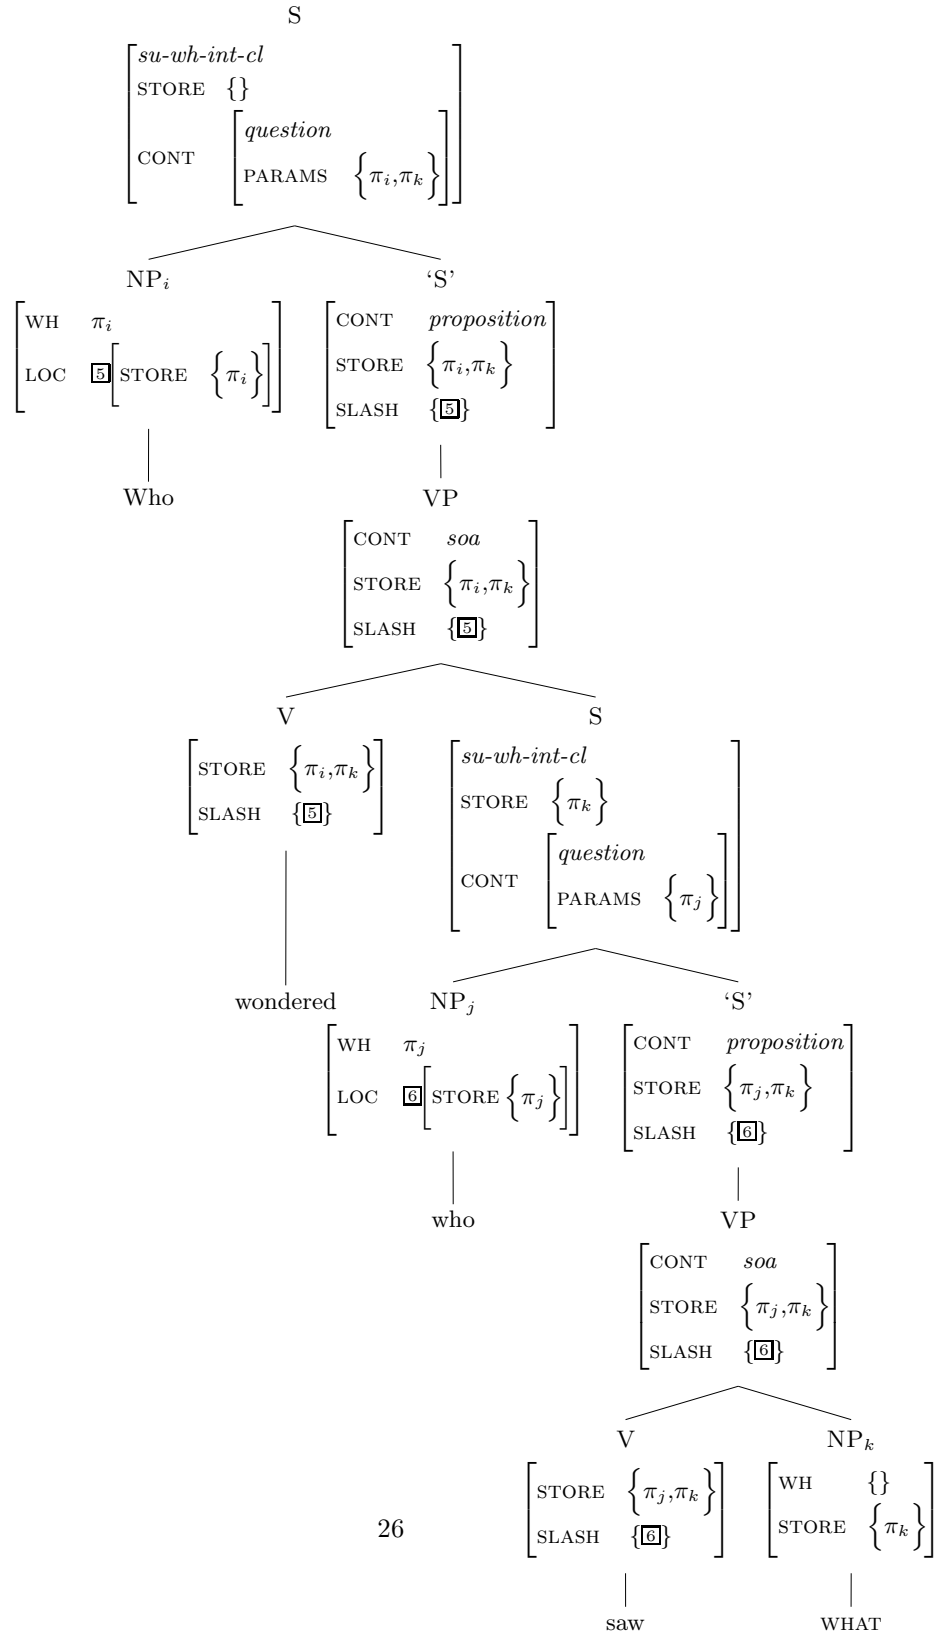 S
su-wh-int-cl
STORE {}
CONT
question
PARAMS {πi,πk}
NPi ‘S’
WH πi
LOC 5 STORE {πi}
CONT proposition
STORE {πi,πk}
SLASH {5}
Who VP
CONT soa
STORE {πi,πk}
SLASH {5}
V S
STORE {πi,πk}
SLASH {5}
su-wh-int-cl
STORE {πk}
CONT
question
PARAMS {πj}
wondered NPj ‘S’
WH πj
LOC 6 STORE {πj}
CONT proposition
STORE {πj,πk}
SLASH {6}
who VP
CONT soa
STORE {πj,πk}
SLASH {6}
V NPk
STORE {πj,πk}
SLASH {6}
WH {}
STORE {πk}
26
saw WHAT